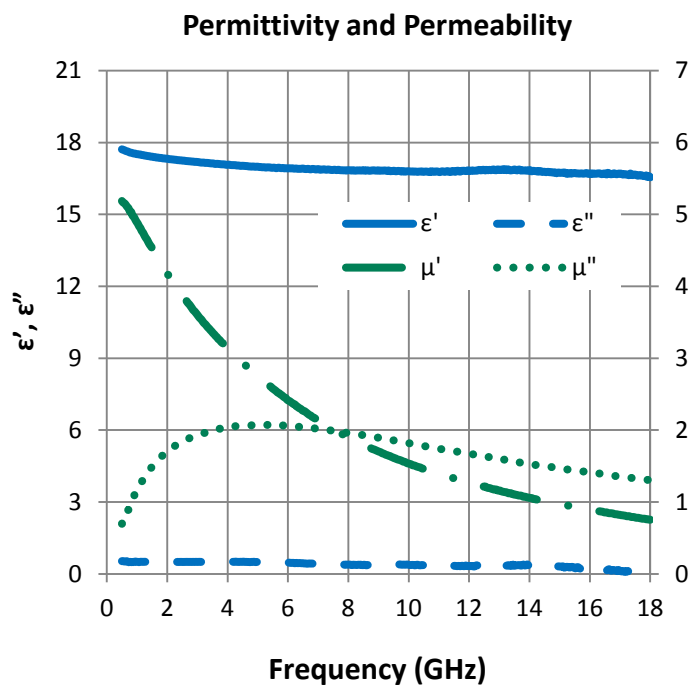 Permittivity and Permeability
21 7
18 6
15 5
ε' ε"
μ' μ"
12 4
9 3
6 2
3 1
0 0
ε’, ε”
0 2 4 6 8 10 12 14 16 18
Frequency (GHz)